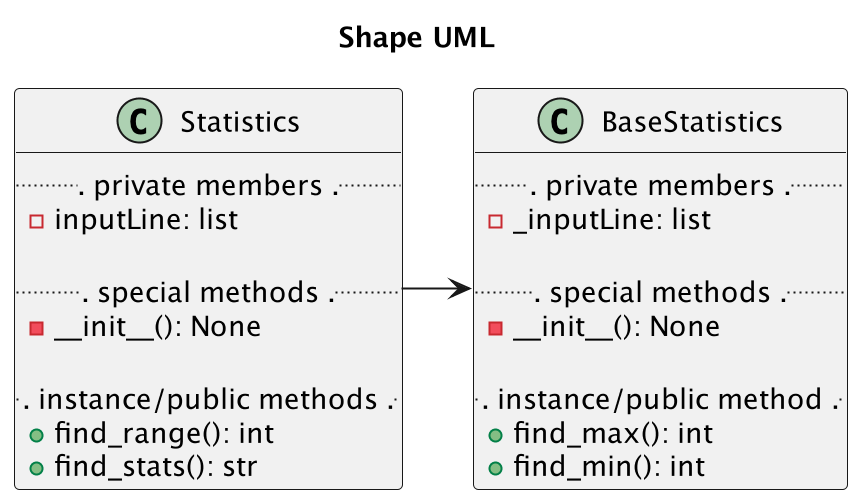 Shape UML
C Statistics
. private members .
inputLine: list
. special methods .
__init__(): None
. instance/public methods .
find_range(): int
find_stats(): str
C BaseStatistics
. private members .
_inputLine: list
. special methods .
__init__(): None
. instance/public method .
find_max(): int
find_min(): int